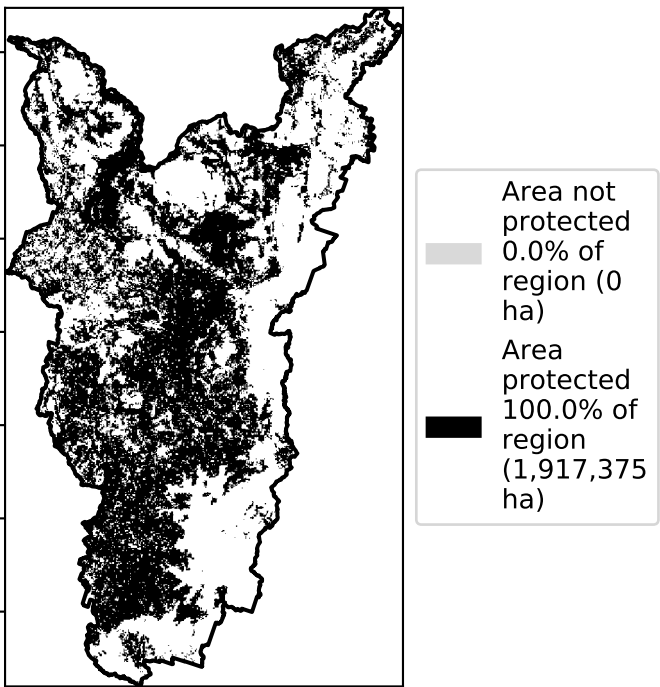 Area not
protected
0.0% of
region (0
ha)
Area
protected
100.0% of
region
(1,917,375
ha)